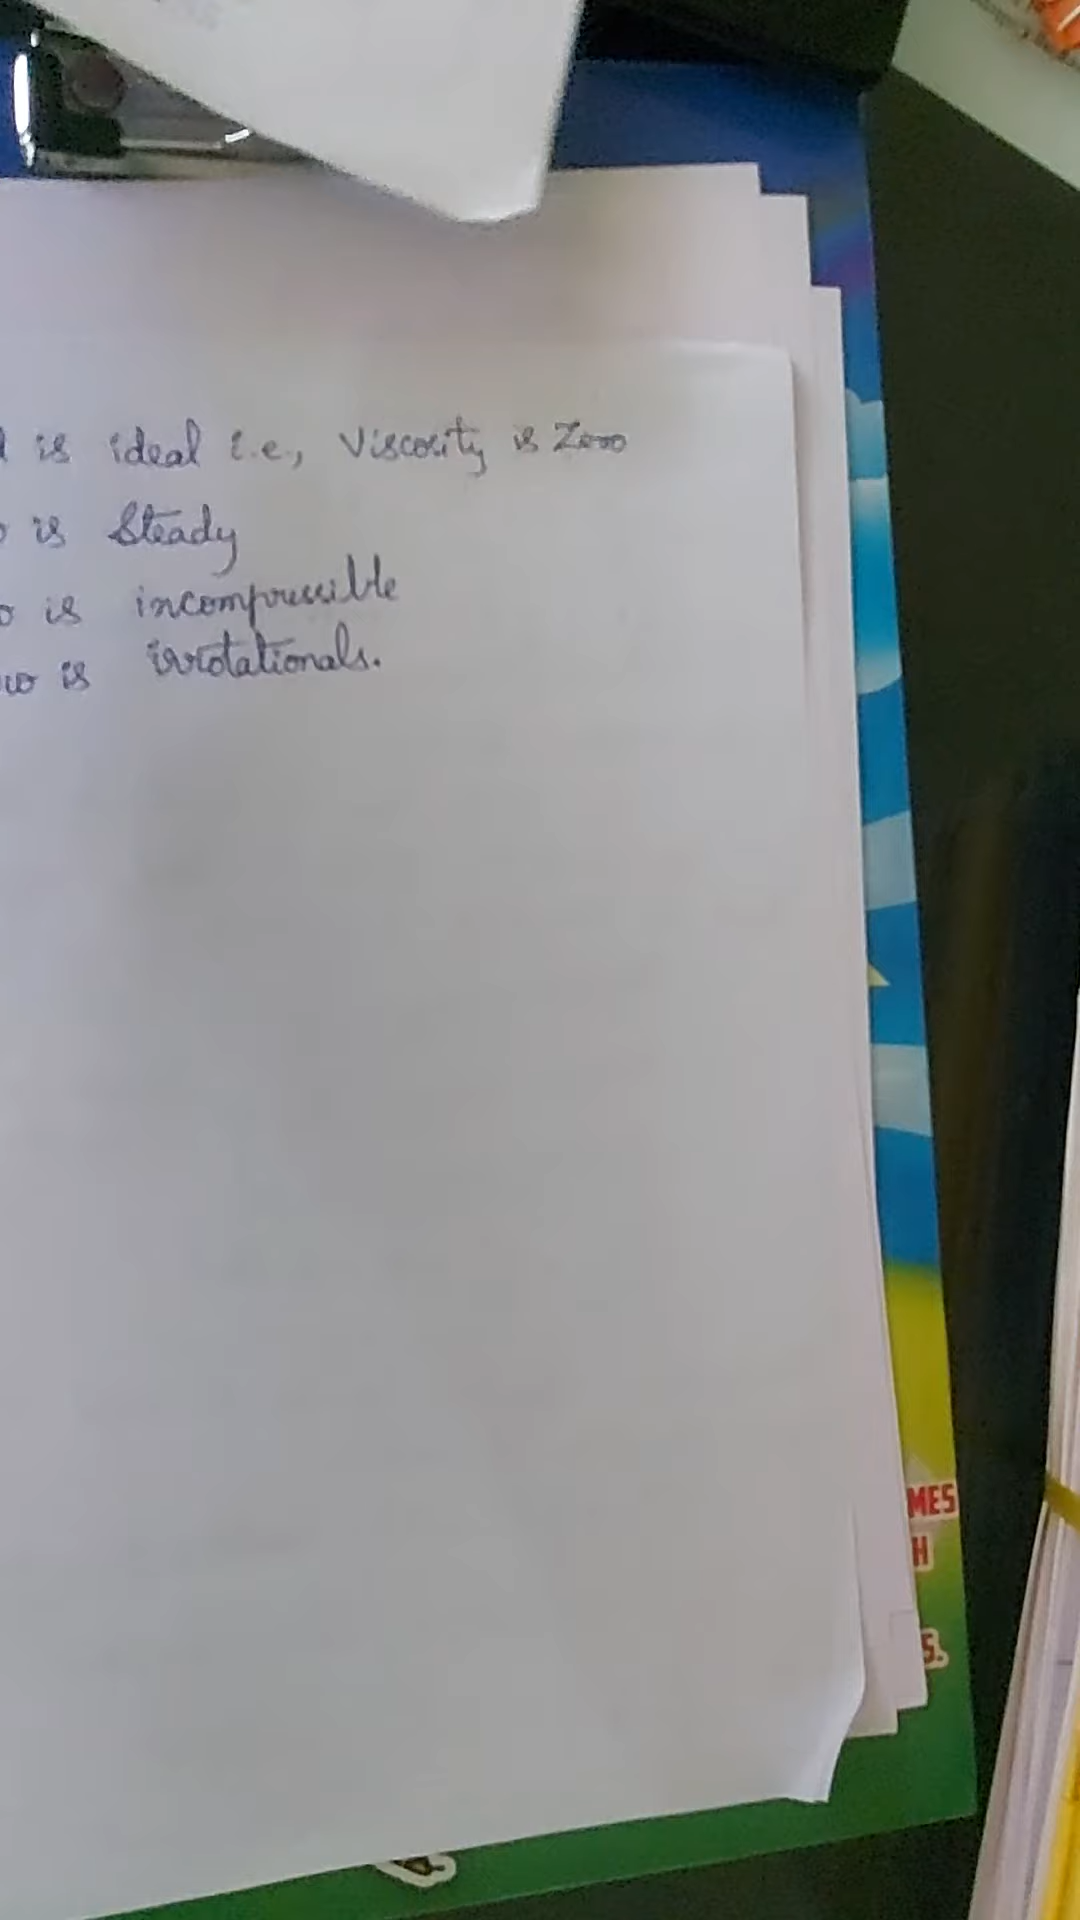 is ideal i.e., Viscosity is Zero
is Steady
is incompressible
is irrotationals.
MES
H
S.